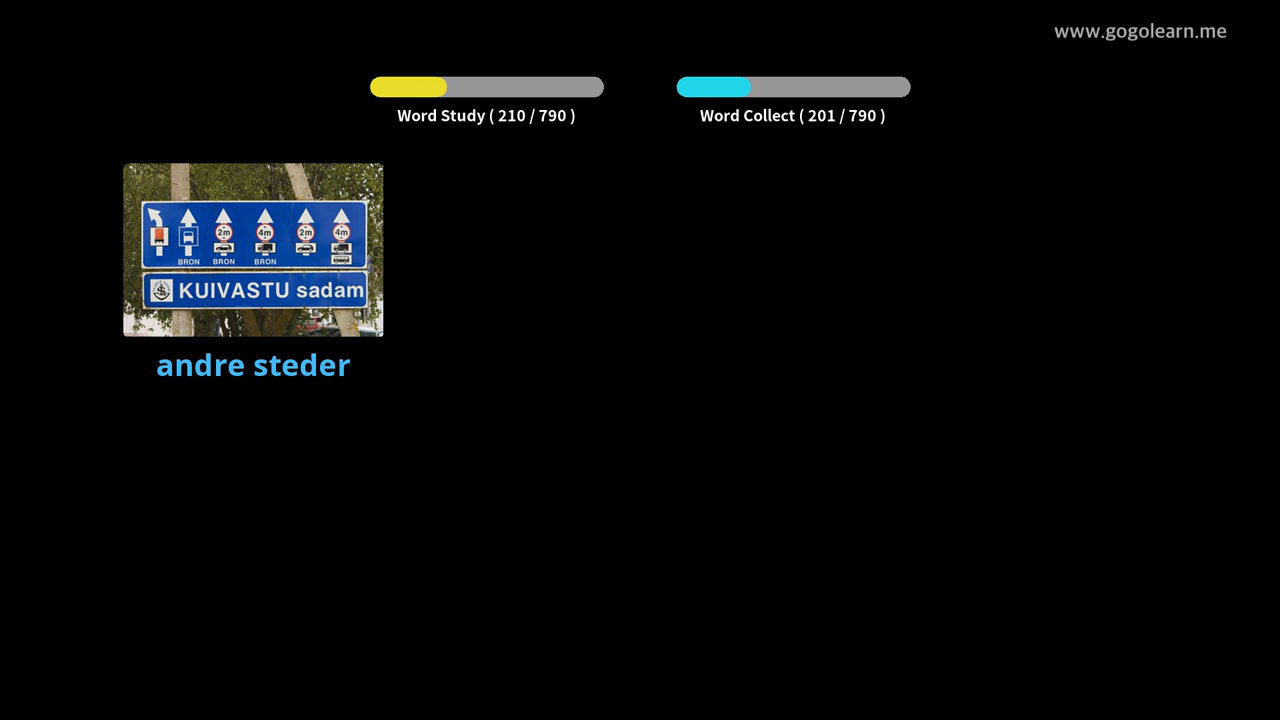 www.gogolearn.me
Word Study ( 210 / 790 )
Word Collect ( 201 / 790 )
2m 4m 2m 4m
BRON BRON BRON
KUIVASTU sadam
andre steder